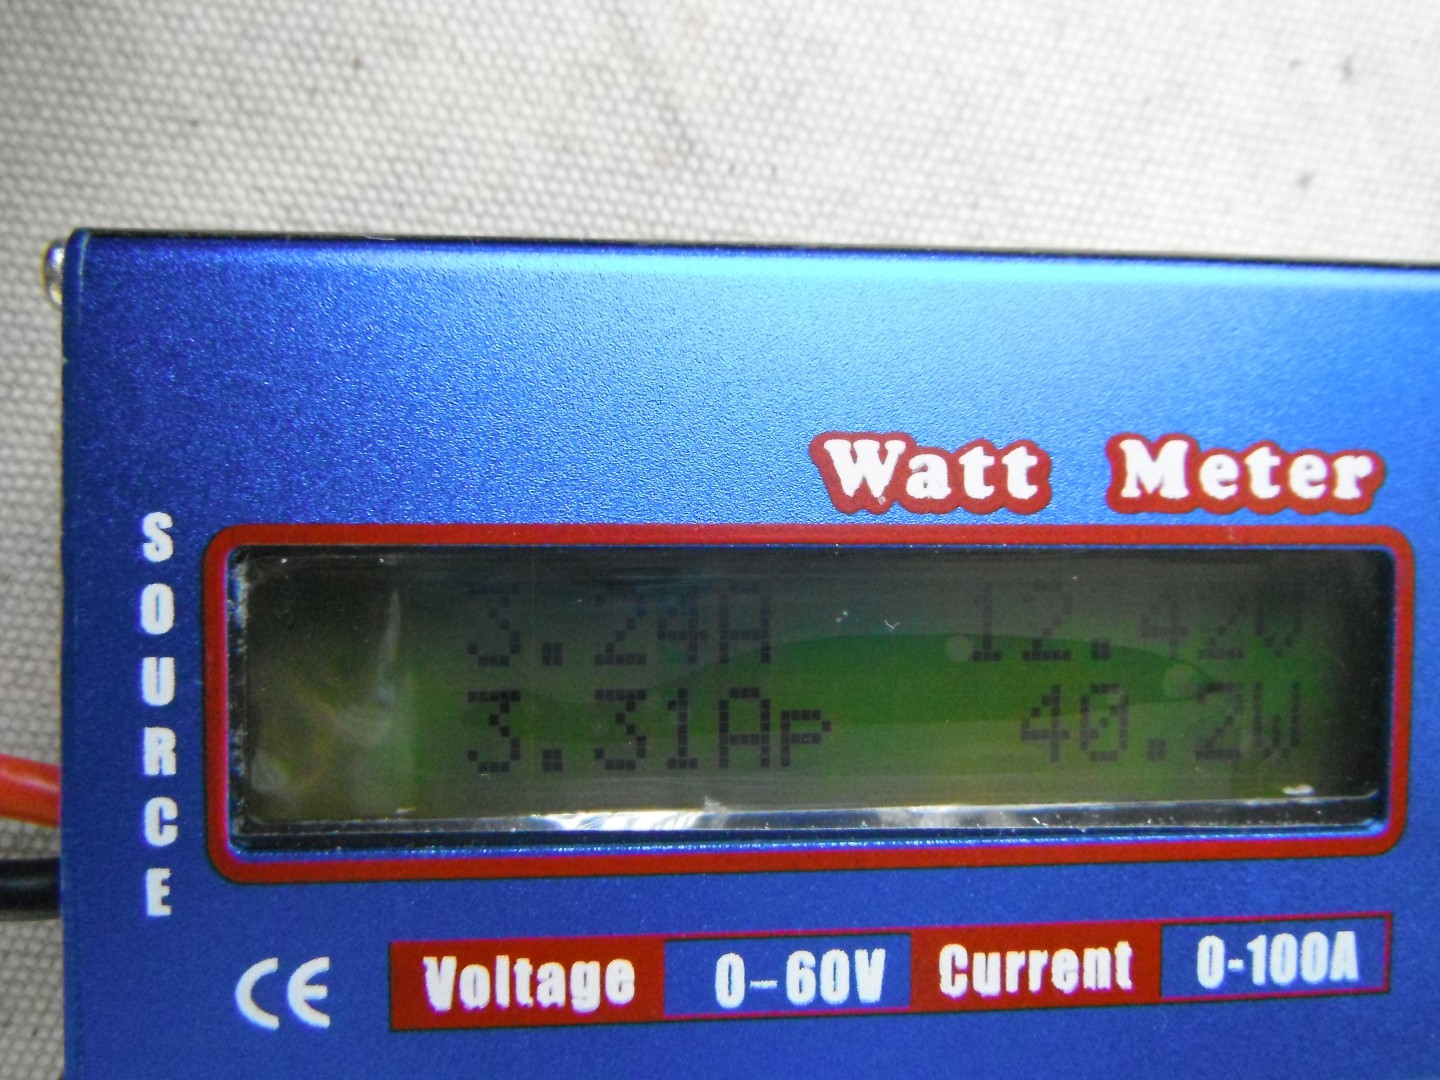 Watt Meter
SOURCE
3.24A 12.42V
3.31Ap 40.2W
CE Voltage 0-60V Current 0-100A